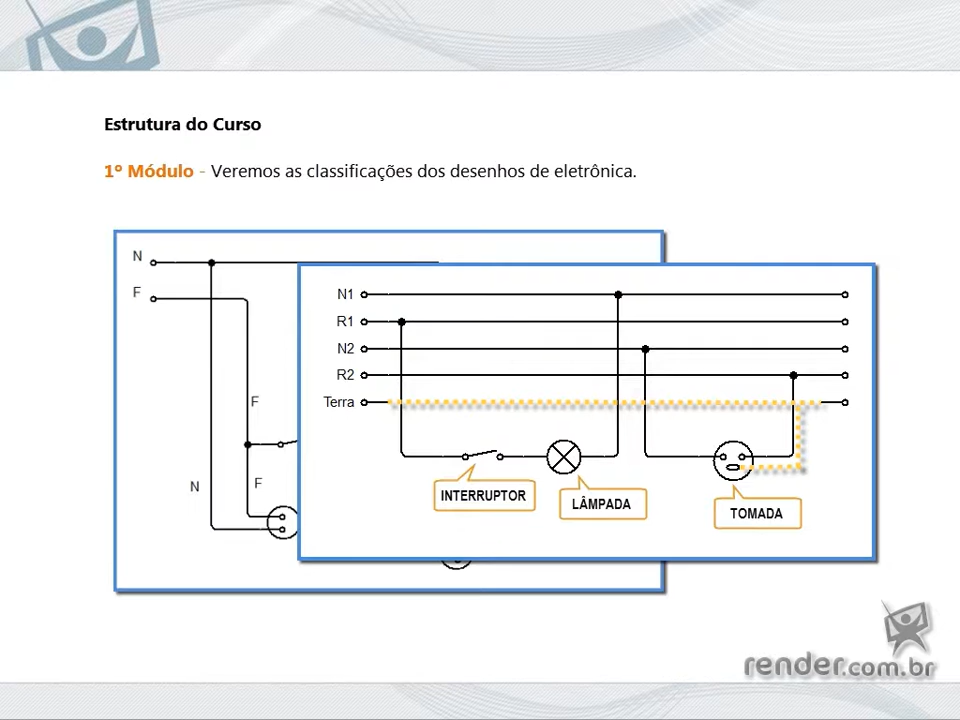 Estrutura do Curso
1º Módulo - Veremos as classificações dos desenhos de eletrônica.
N
F
F
N
F
N1
R1
N2
R2
Terra
INTERRUPTOR
LÂMPADA
TOMADA
render.com.br